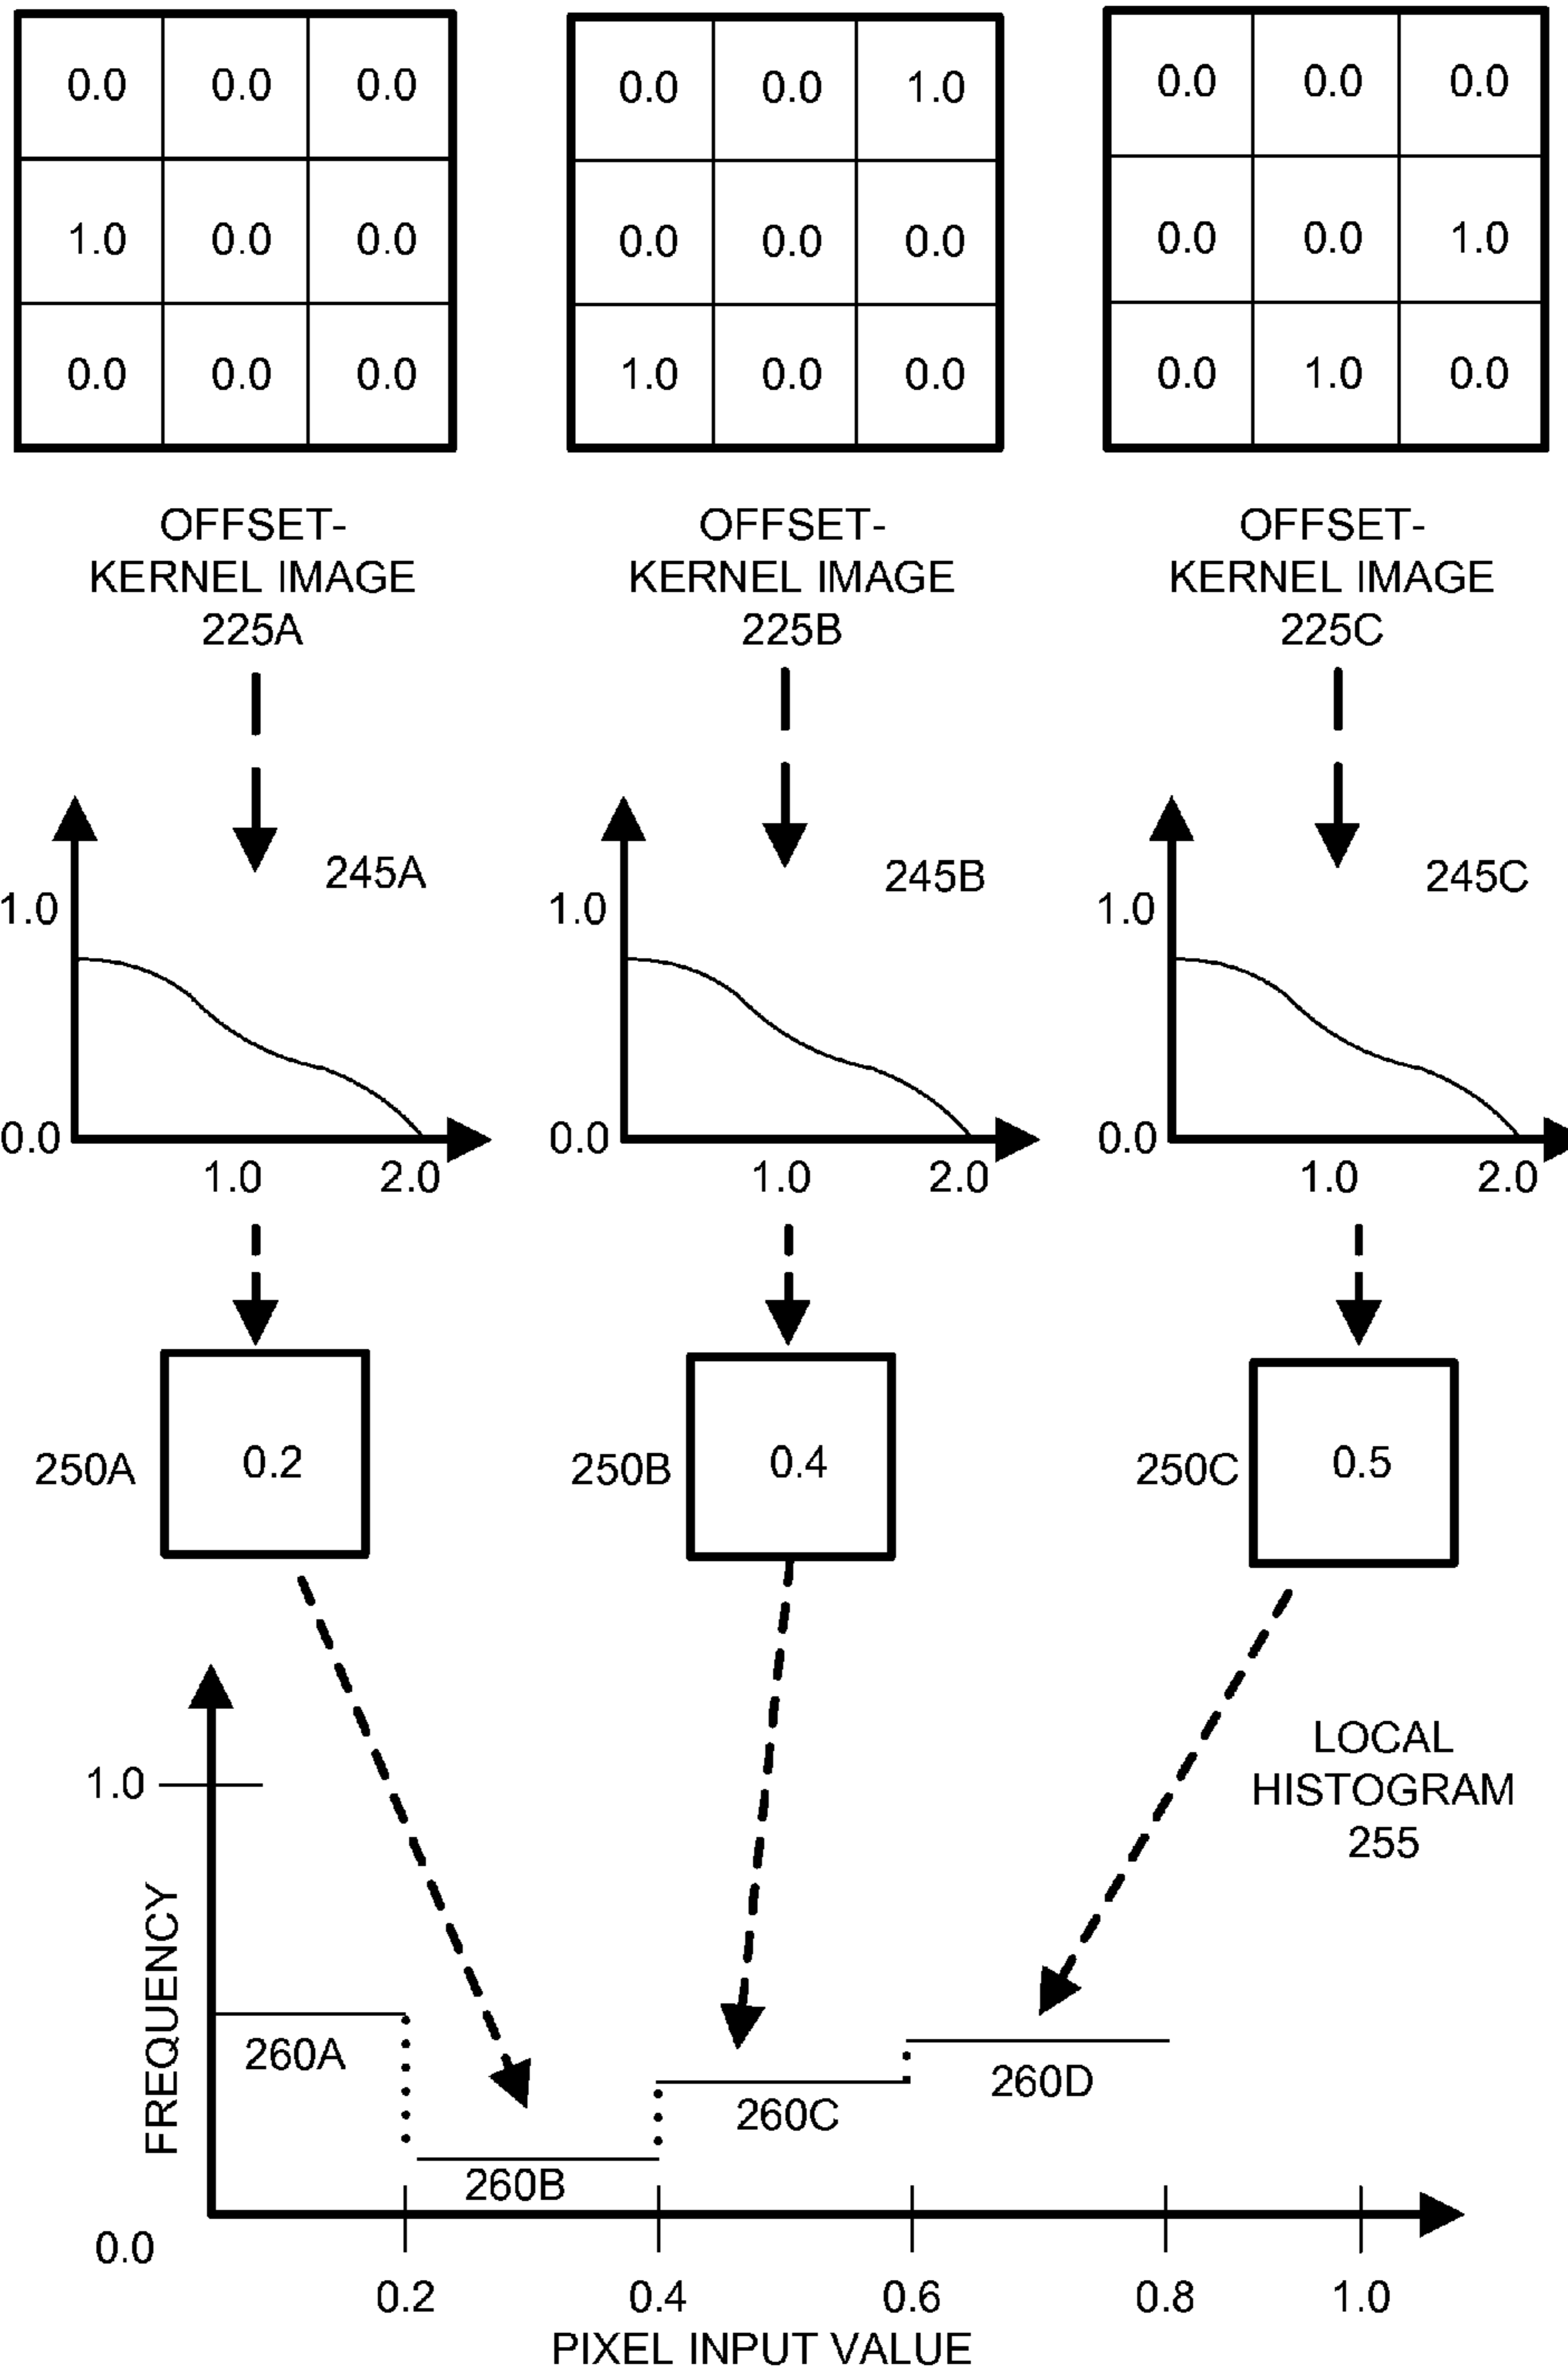 0.0 0.0 0.0 0.0 0.0 1.0 0.0 0.0 0.0
1.0 0.0 0.0 0.0 0.0 0.0 0.0 0.0 1.0
0.0 0.0 0.0 1.0 0.0 0.0 0.0 1.0 0.0
OFFSET-
KERNEL IMAGE
225A
OFFSET-
KERNEL IMAGE
225B
OFFSET-
KERNEL IMAGE
225C
245A
1.0
0.0
1.0 2.0
245B
1.0
0.0
1.0 2.0
245C
1.0
0.0
1.0 2.0
250A 0.2
250B 0.4
250C 0.5
LOCAL
HISTOGRAM
255
1.0
FREQUENCY
260A
260B
260C
260D
0.0
0.2 0.4 0.6 0.8 1.0
PIXEL INPUT VALUE